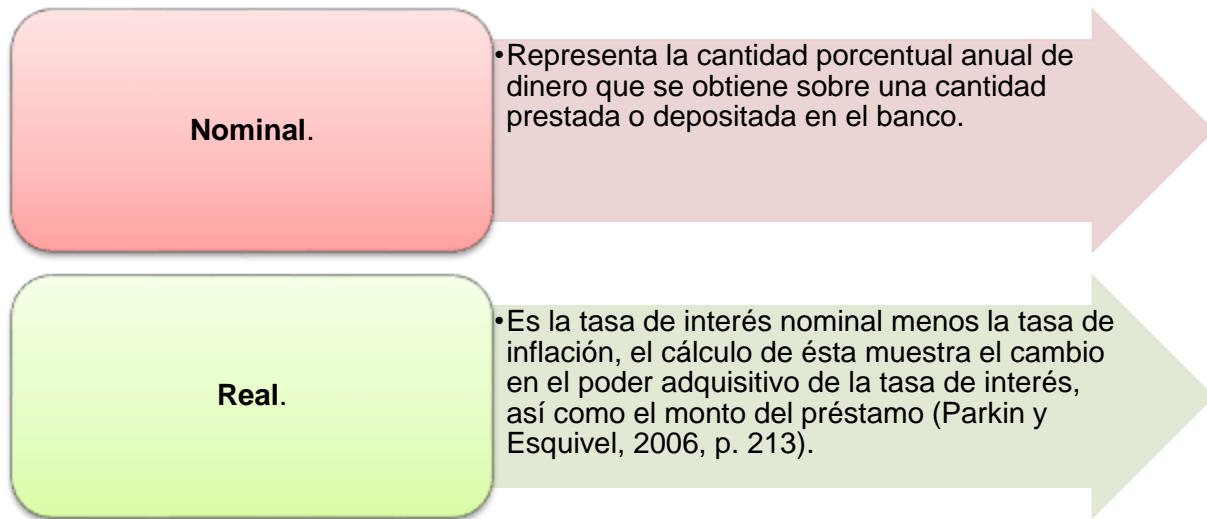 Nominal.
•Representa la cantidad porcentual anual de
dinero que se obtiene sobre una cantidad
prestada o depositada en el banco.
Real.
•Es la tasa de interés nominal menos la tasa de
inflación, el cálculo de ésta muestra el cambio
en el poder adquisitivo de la tasa de interés,
así como el monto del préstamo (Parkin y
Esquivel, 2006, p. 213).